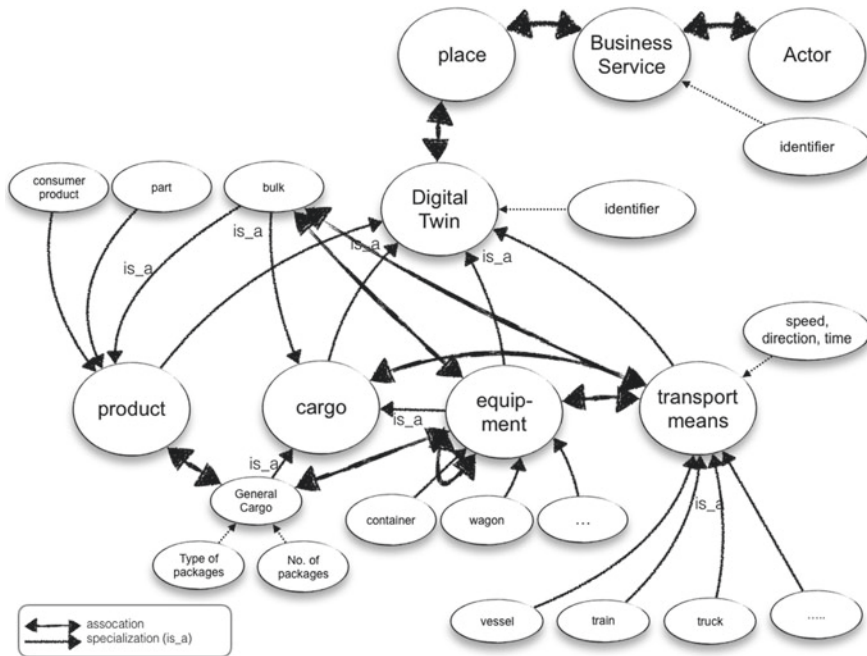 place
Business
Service
Actor
identifier
consumer
product
part
bulk
Digital
Twin
identifier
is_a
is_a
is_a
is_a
speed,
direction, time
product
cargo
equip-
ment
transport
means
is_a
is_a
General
Cargo
container
wagon
...
is_a
Type of
packages
No. of
packages
vessel
train
truck
.....
assocation
specialization (is_a)